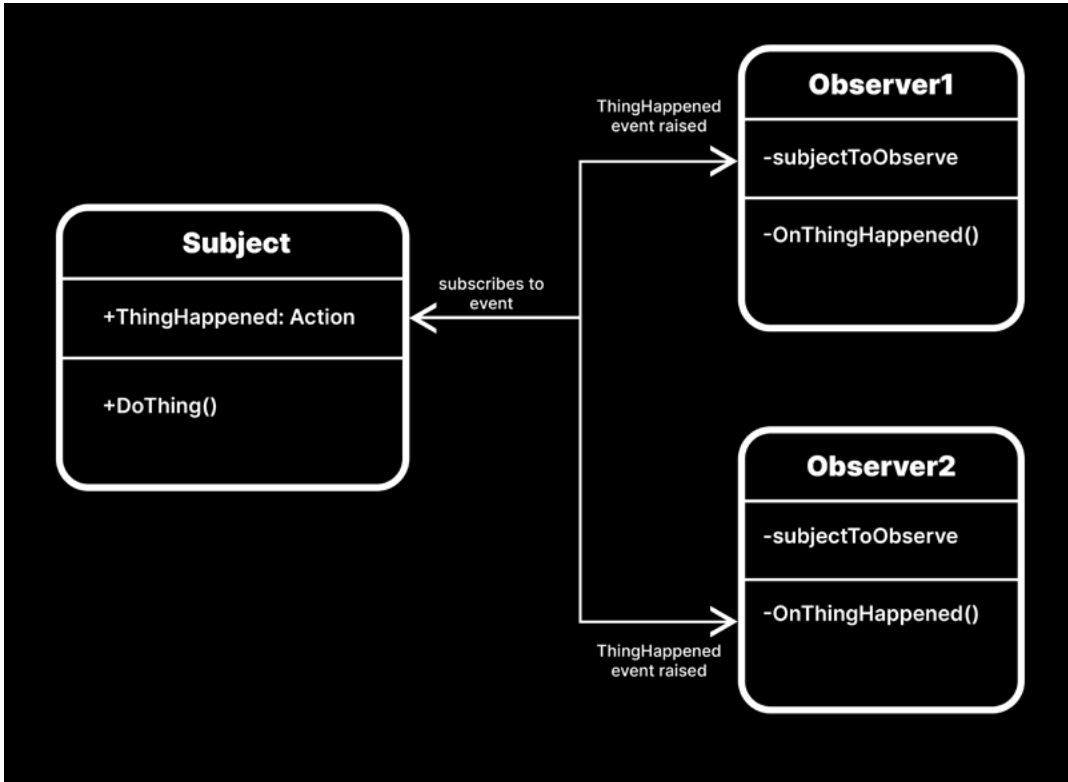 Subject
+ThingHappened: Action
+DoThing()
subscribes to
event
ThingHappened
event raised
Observer1
-subjectToObserve
-OnThingHappened()
Observer2
-subjectToObserve
-OnThingHappened()
ThingHappened
event raised